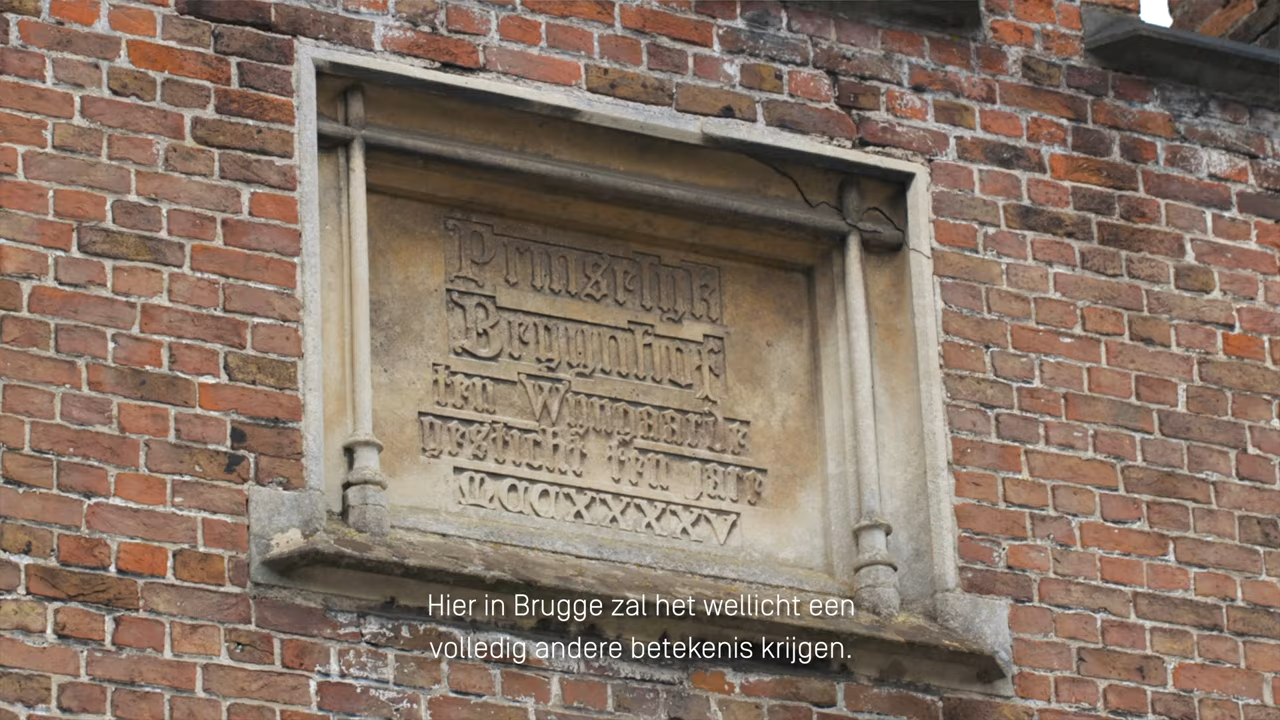 Prinselyk
Begynhof
ten Wyngaarde
gesticht ten jare
MCCXXXXV
Hier in Brugge zal het wellicht een
volledig andere betekenis krijgen.